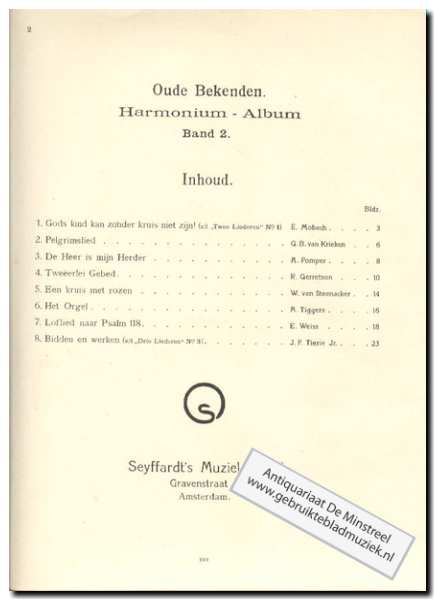 2
Oude Bekenden.
Harmonium - Album
Band 2.
Inhoud.
Bldz.
1. Gods kind kan zonder kruis niet zijn! (uit „Twee Liederen" Nº 1) E. Mobach . . . . 3
2. Pelgrimslied . . . . . . . . . . . . . G. B. van Krieken . . 6
3. De Heer is mijn Herder . . . . . . . . . . A. Pomper . . . . 8
4. Tweeërlei Gebed . . . . . . . . . . . . R. Gerretson . . . 10
5. Een kruis met rozen . . . . . . . . . . . W. van Steenacker . . 14
6. Het Orgel . . . . . . . . . . . . . . A. Tiggers . . . . 16
7. Loflied naar Psalm 118 . . . . . . . . . . E. Weiss . . . . 18
8. Bidden en werken (uit „Drie Liederen" Nº 3) . . . . . . J. P. Tierie Jr. . . . 23
S
Seyffardt's
Gravenstraat
Amsterdam.
Antiquariaat De Minstreel
www.gebruiktebladmuziek.nl